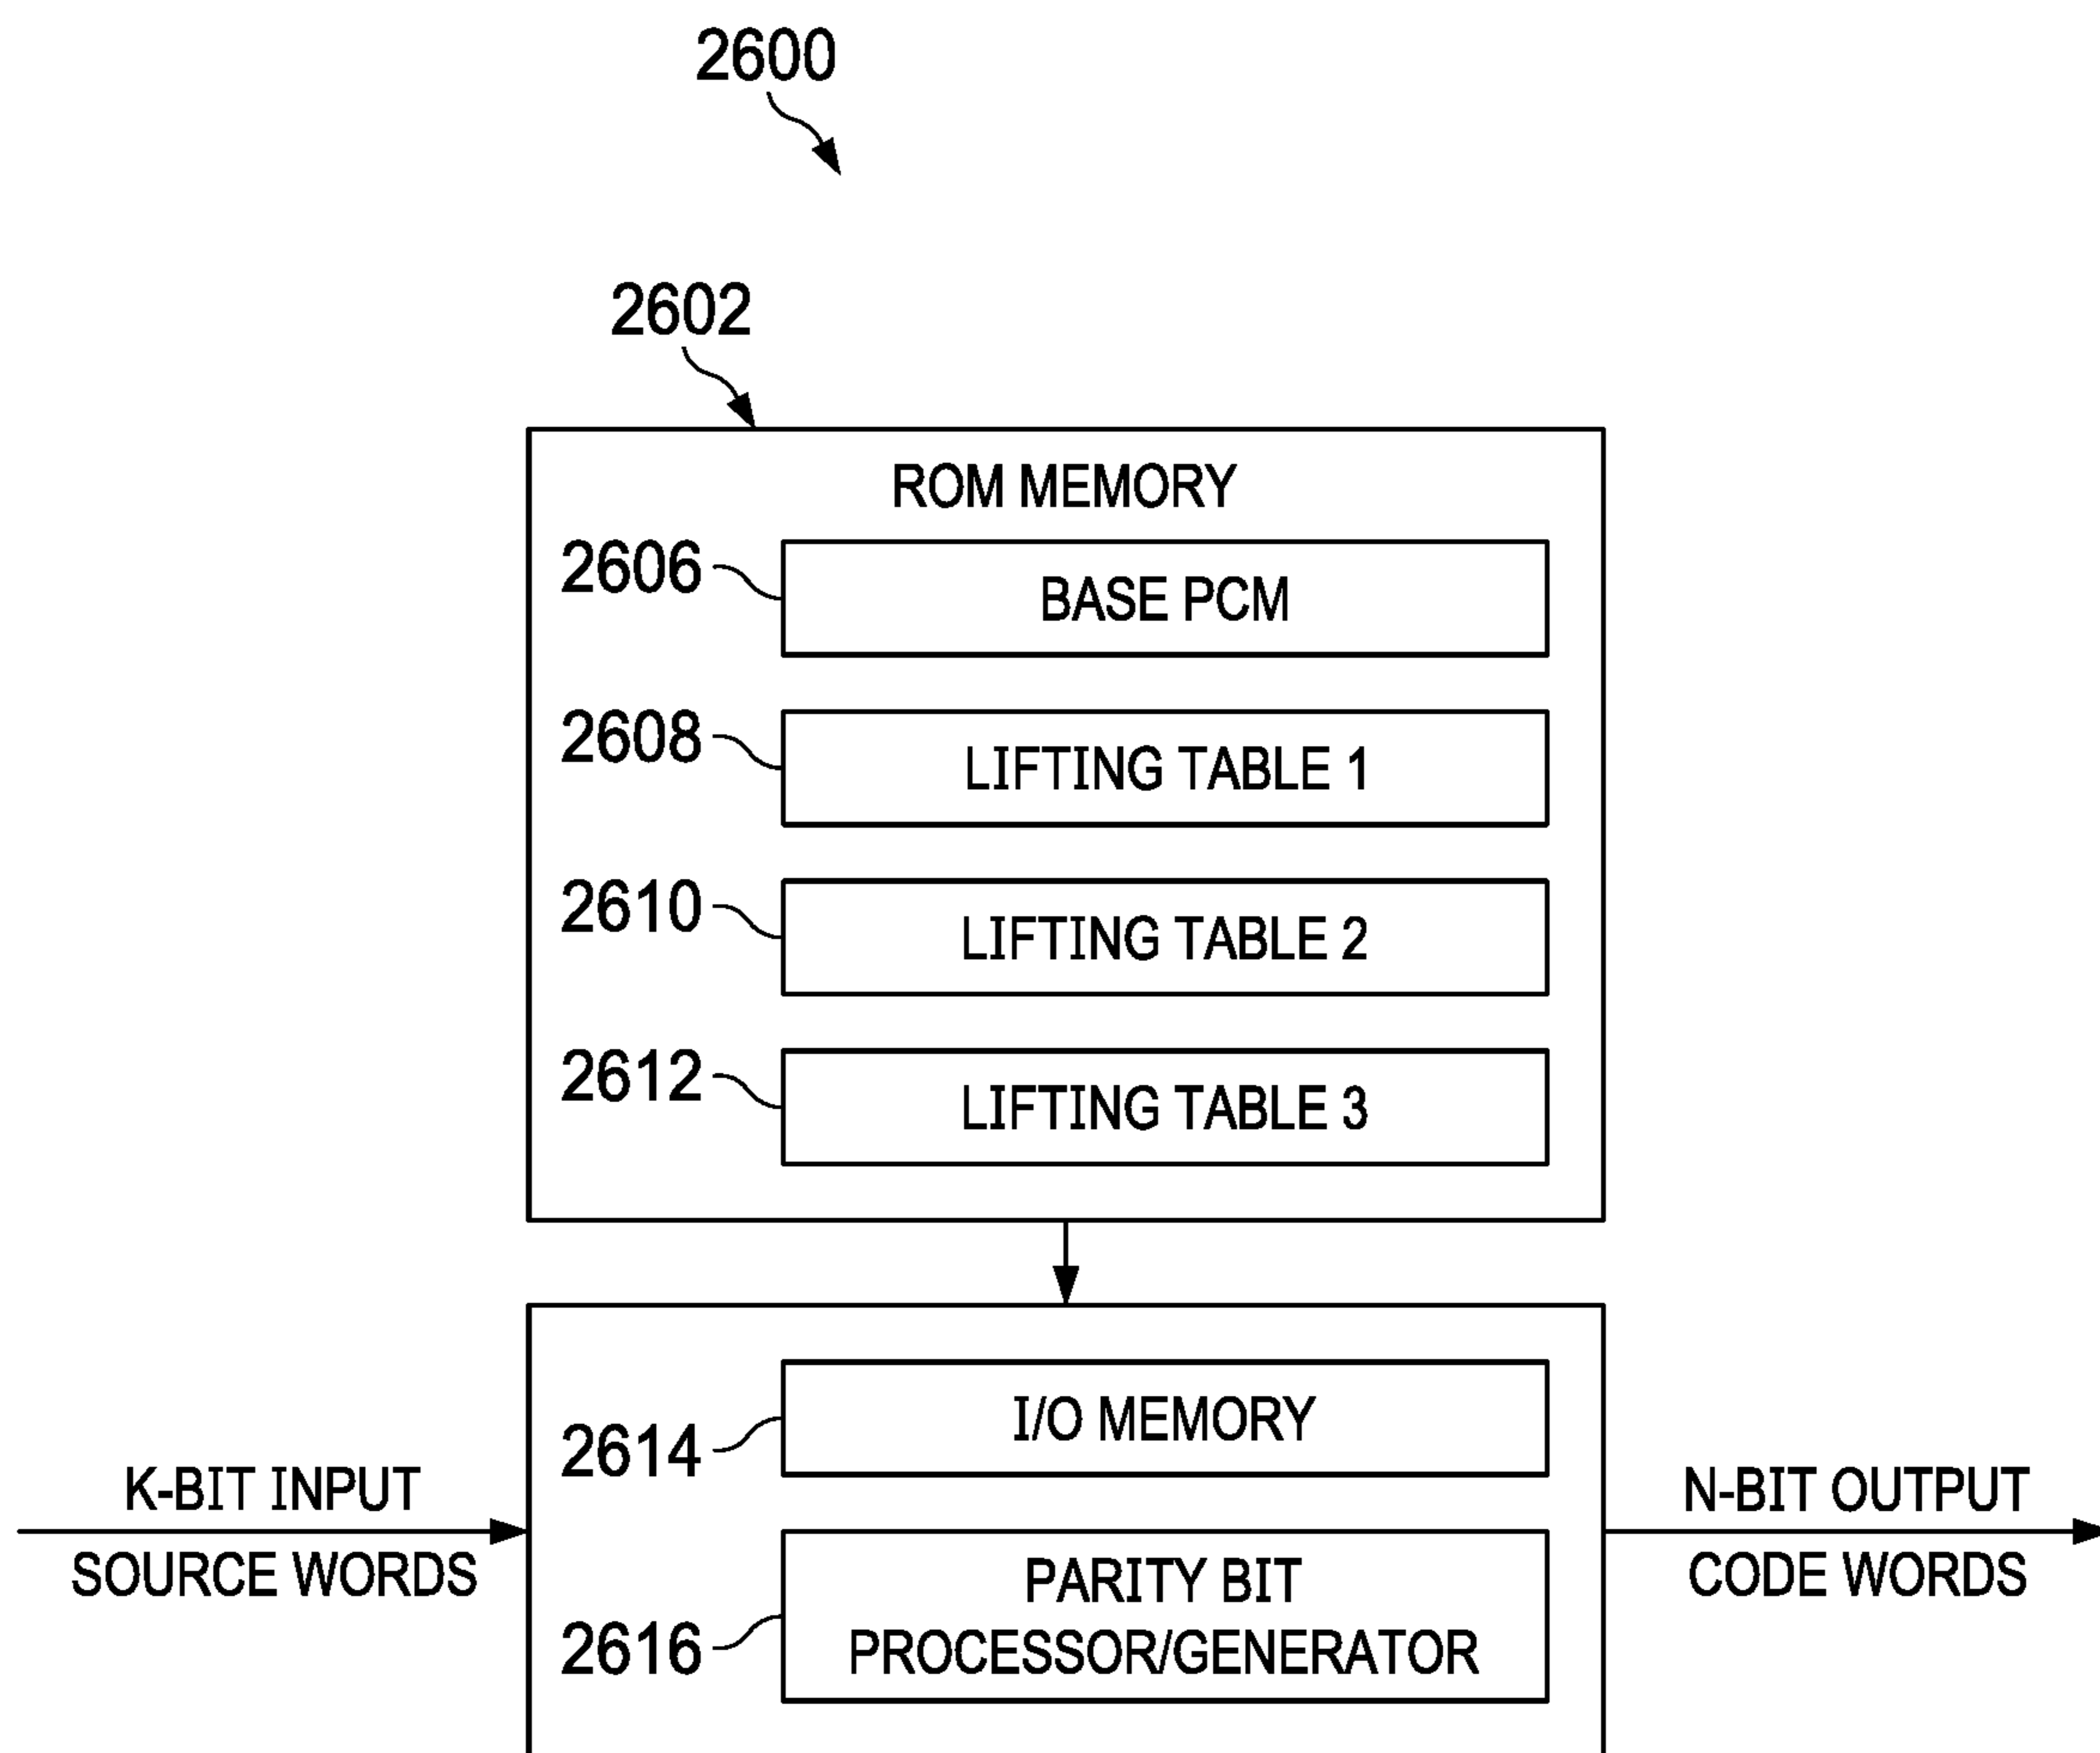 2600
2602
ROM MEMORY
2606
BASE PCM
2608
LIFTING TABLE 1
2610
LIFTING TABLE 2
2612
LIFTING TABLE 3
I/O MEMORY
2614
K-BIT INPUT
SOURCE WORDS
N-BIT OUTPUT
CODE WORDS
PARITY BIT
PROCESSOR/GENERATOR
2616